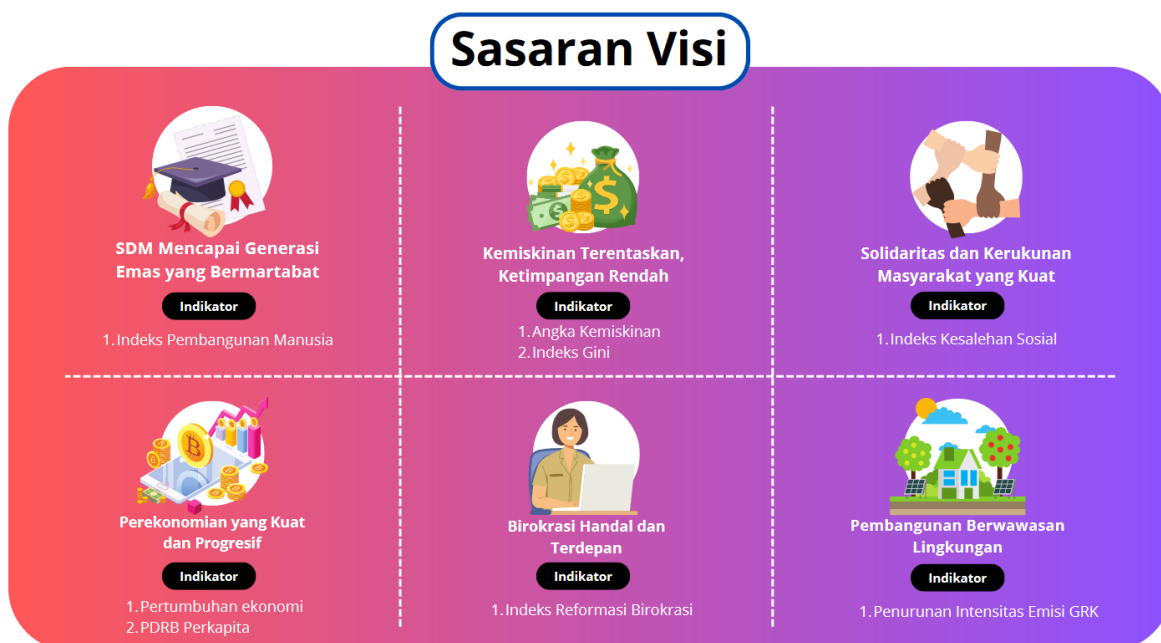 Sasaran Visi
SDM Mencapai Generasi
Emas yang Bermartabat
Indikator
1.Indeks Pembangunan Manusia
Kemiskinan Terentaskan,
Ketimpangan Rendah
Indikator
1.Angka Kemiskinan
2.Indeks Gini
Solidaritas dan Kerukunan
Masyarakat yang Kuat
Indikator
1.Indeks Kesalehan Sosial
Perekonomian yang Kuat
dan Progresif
Indikator
1.Pertumbuhan ekonomi
2.PDRB Perkapita
Birokrasi Handal dan
Terdepan
Indikator
1.Indeks Reformasi Birokrasi
Pembangunan Berwawasan
Lingkungan
Indikator
1.Penurunan Intensitas Emisi GRK